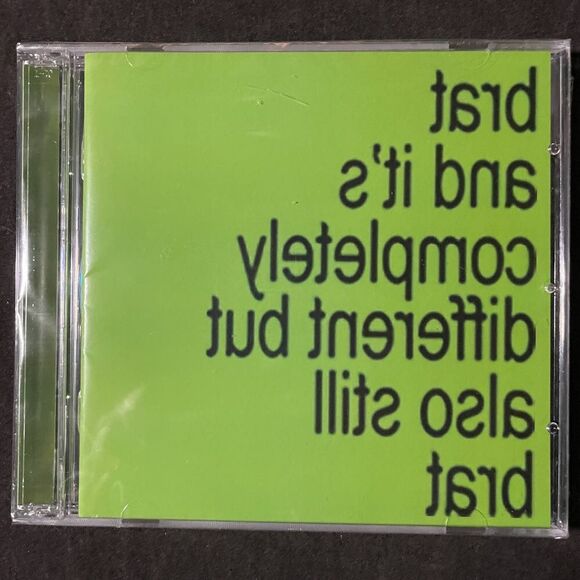 brat
and it's
completely
different but
also still
brat